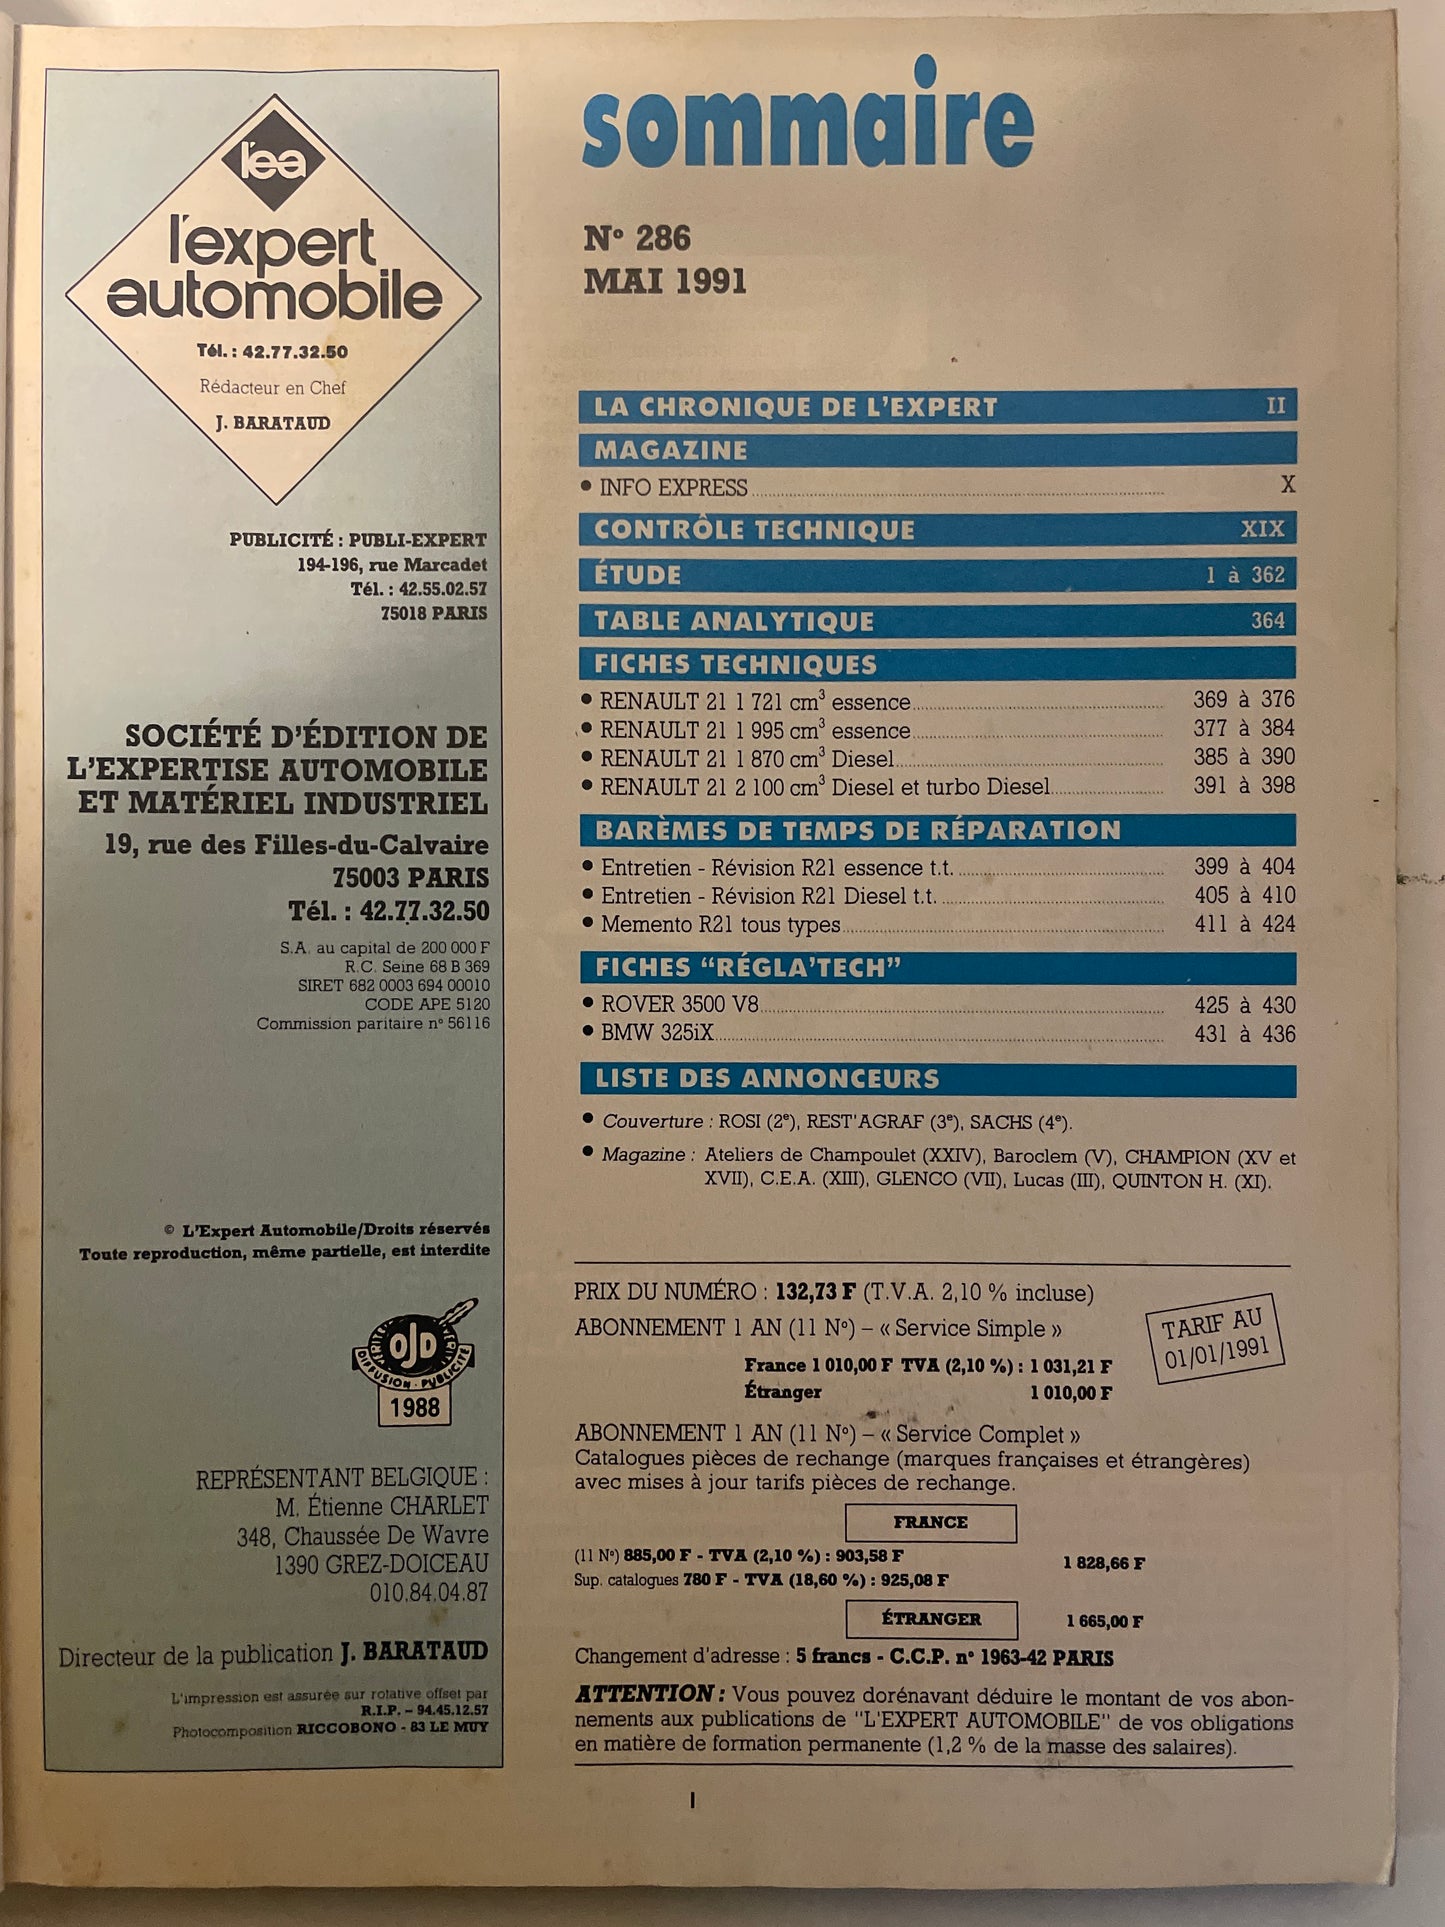 l'ea
l'expert
automobile
Tél. : 42.77.32.50
Rédacteur en Chef
J. BARATAUD
PUBLICITÉ : PUBLI-EXPERT
194-196, rue Marcadet
Tél. : 42.55.02.57
75018 PARIS
SOCIÉTÉ D'ÉDITION DE
L'EXPERTISE AUTOMOBILE
ET MATÉRIEL INDUSTRIEL
19, rue des Filles-du-Calvaire
75003 PARIS
Tél. : 42.77.32.50
S.A. au capital de 200 000 F
R.C. Seine 68 B 369
SIRET 682 0003 694 00010
CODE APE 5120
Commission paritaire nº 56116
© L'Expert Automobile/Droits réservés
Toute reproduction, même partielle, est interdite
OJD
DIFFUSION · PUBLICITÉ
1988
REPRÉSENTANT BELGIQUE :
M. Étienne CHARLET
348, Chaussée De Wavre
1390 GREZ-DOICEAU
010.84.04.87
Directeur de la publication J. BARATAUD
L'impression est assurée sur rotative offset par
R.I.P. – 94.45.12.57
Photocomposition RICCOBONO - 83 LE MUY
sommaire
Nº 286
MAI 1991
LA CHRONIQUE DE L'EXPERT II
MAGAZINE
• INFO EXPRESS X
CONTRÔLE TECHNIQUE XIX
ÉTUDE 1 à 362
TABLE ANALYTIQUE 364
FICHES TECHNIQUES
• RENAULT 21 1 721 cm³ essence 369 à 376
• RENAULT 21 1 995 cm³ essence 377 à 384
• RENAULT 21 1 870 cm³ Diesel 385 à 390
• RENAULT 21 2 100 cm³ Diesel et turbo Diesel 391 à 398
BARÈMES DE TEMPS DE RÉPARATION
• Entretien - Révision R21 essence t.t. 399 à 404
• Entretien - Révision R21 Diesel t.t. 405 à 410
• Memento R21 tous types 411 à 424
FICHES "RÉGLA'TECH"
• ROVER 3500 V8 425 à 430
• BMW 325iX 431 à 436
LISTE DES ANNONCEURS
• Couverture : ROSI (2e), REST'AGRAF (3e), SACHS (4e).
• Magazine : Ateliers de Champoulet (XXIV), Baroclem (V), CHAMPION (XV et
XVII), C.E.A. (XIII), GLENCO (VII), Lucas (III), QUINTON H. (XI).
PRIX DU NUMÉRO : 132,73 F (T.V.A. 2,10 % incluse)
ABONNEMENT 1 AN (11 Nº) – « Service Simple »
TARIF AU
01/01/1991
France 1 010,00 F TVA (2,10 %) : 1 031,21 F
Étranger 1 010,00 F
ABONNEMENT 1 AN (11 Nº) – « Service Complet »
Catalogues pièces de rechange (marques françaises et étrangères)
avec mises à jour tarifs pièces de rechange.
FRANCE
(11 Nº) 885,00 F - TVA (2,10 %) : 903,58 F
1 828,66 F
Sup. catalogues 780 F - TVA (18,60 %) : 925,08 F
ÉTRANGER 1 665,00 F
Changement d'adresse : 5 francs - C.C.P. nº 1963-42 PARIS
ATTENTION : Vous pouvez dorénavant déduire le montant de vos abon-
nements aux publications de "L'EXPERT AUTOMOBILE" de vos obligations
en matière de formation permanente (1,2 % de la masse des salaires).
I